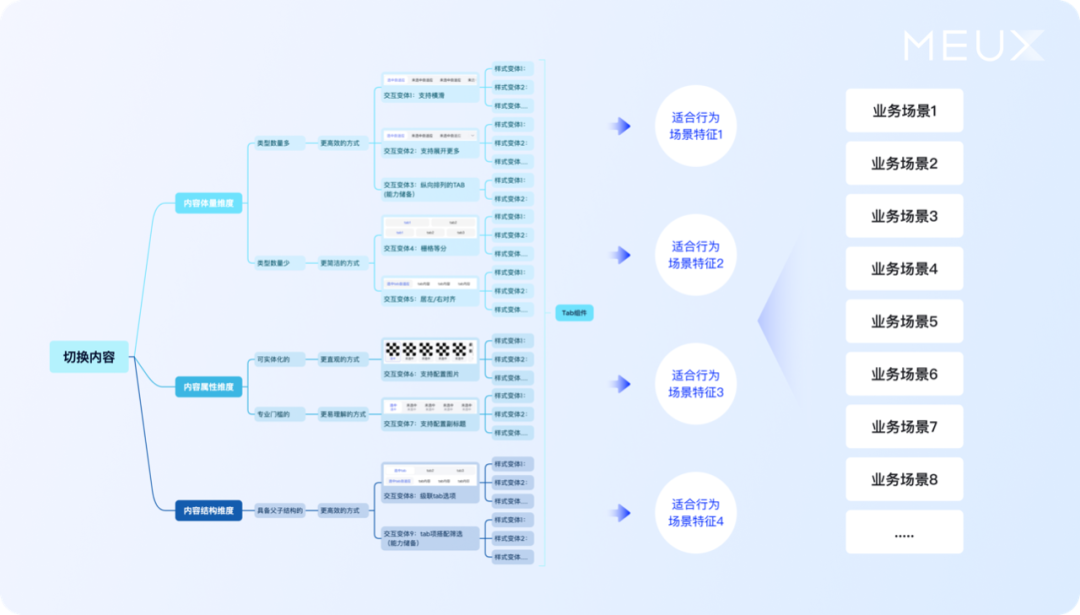 MEUX
切换内容
内容体量维度
类型数量多
更高效的方式
交互变体1：支持横滑
样式变体1:
样式变体2:
样式变体...
交互变体2：支持展开更多
样式变体1:
样式变体2:
样式变体...
交互变体3：纵向排列的TAB
(能力储备)
样式变体1:
样式变体2:
类型数量少
更简洁的方式
交互变体4：栅格等分
样式变体1:
样式变体2:
样式变体...
交互变体5：居左/右对齐
样式变体1:
样式变体2:
样式变体...
内容属性维度
可实体化的
更直观的方式
交互变体6：支持配置图片
样式变体1:
样式变体2:
样式变体...
专业门槛的
更易理解的方式
交互变体7：支持配置副标题
样式变体1:
样式变体2:
样式变体...
内容结构维度
具备父子结构的
更高效的方式
交互变体8：级联tab选项
样式变体1:
样式变体2:
样式变体...
交互变体9：tab项搭配筛选
（能力储备）
样式变体1:
样式变体2:
样式变体...
Tab组件
适合行为
场景特征1
适合行为
场景特征2
适合行为
场景特征3
适合行为
场景特征4
业务场景1
业务场景2
业务场景3
业务场景4
业务场景5
业务场景6
业务场景7
业务场景8
.....